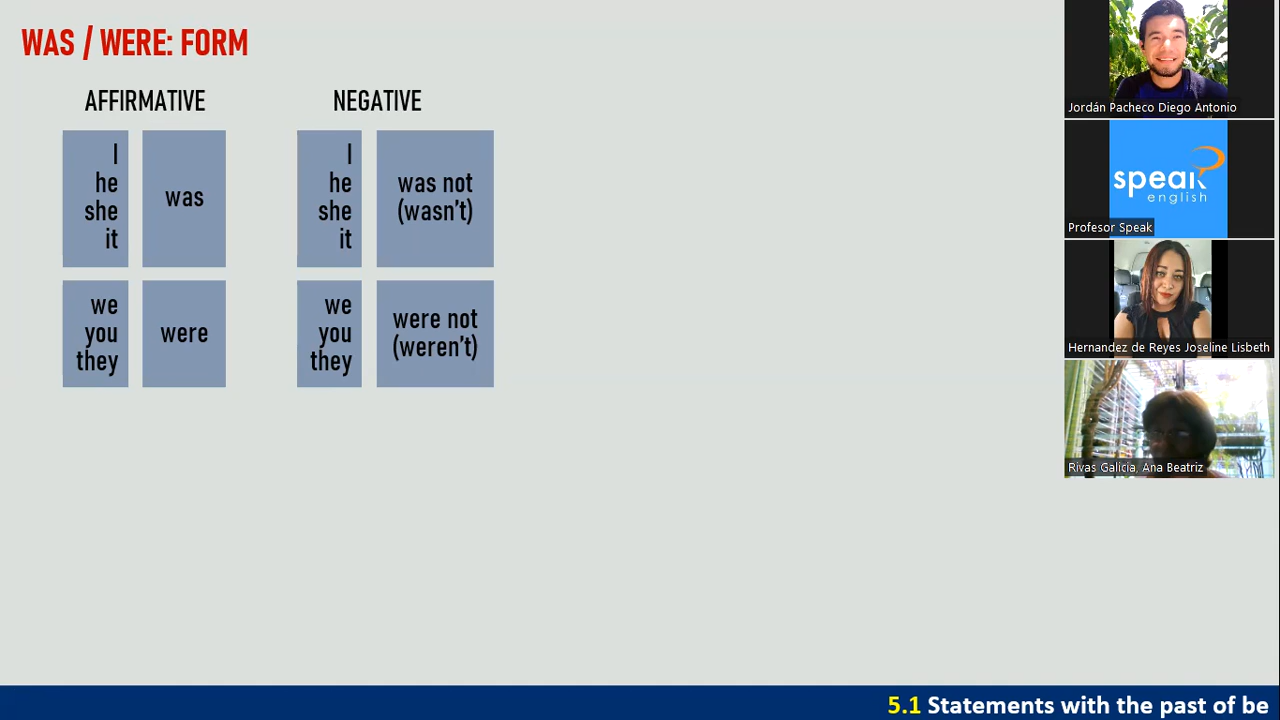 WAS / WERE: FORM
AFFIRMATIVE
I
he
she
it
was
we
you
they
were
NEGATIVE
I
he
she
it
was not
(wasn't)
we
you
they
were not
(weren't)
Jordán Pacheco Diego Antonio
speak
english
Profesor Speak
Hernandez de Reyes Joseline Lisbeth
Rivas Galicia, Ana Beatriz
5.1 Statements with the past of be